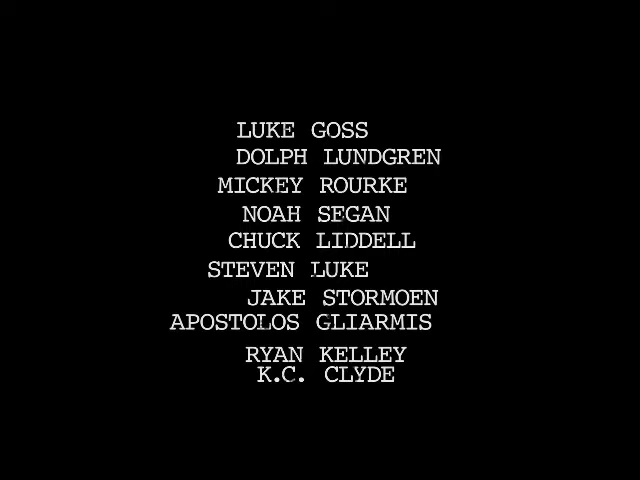 LUKE GOSS
DOLPH LUNDGREN
MICKEY ROURKE
NOAH SEGAN
CHUCK LIDDELL
STEVEN LUKE
JAKE STORMOEN
APOSTOLOS GLIARMIS
RYAN KELLEY
K.C. CLYDE